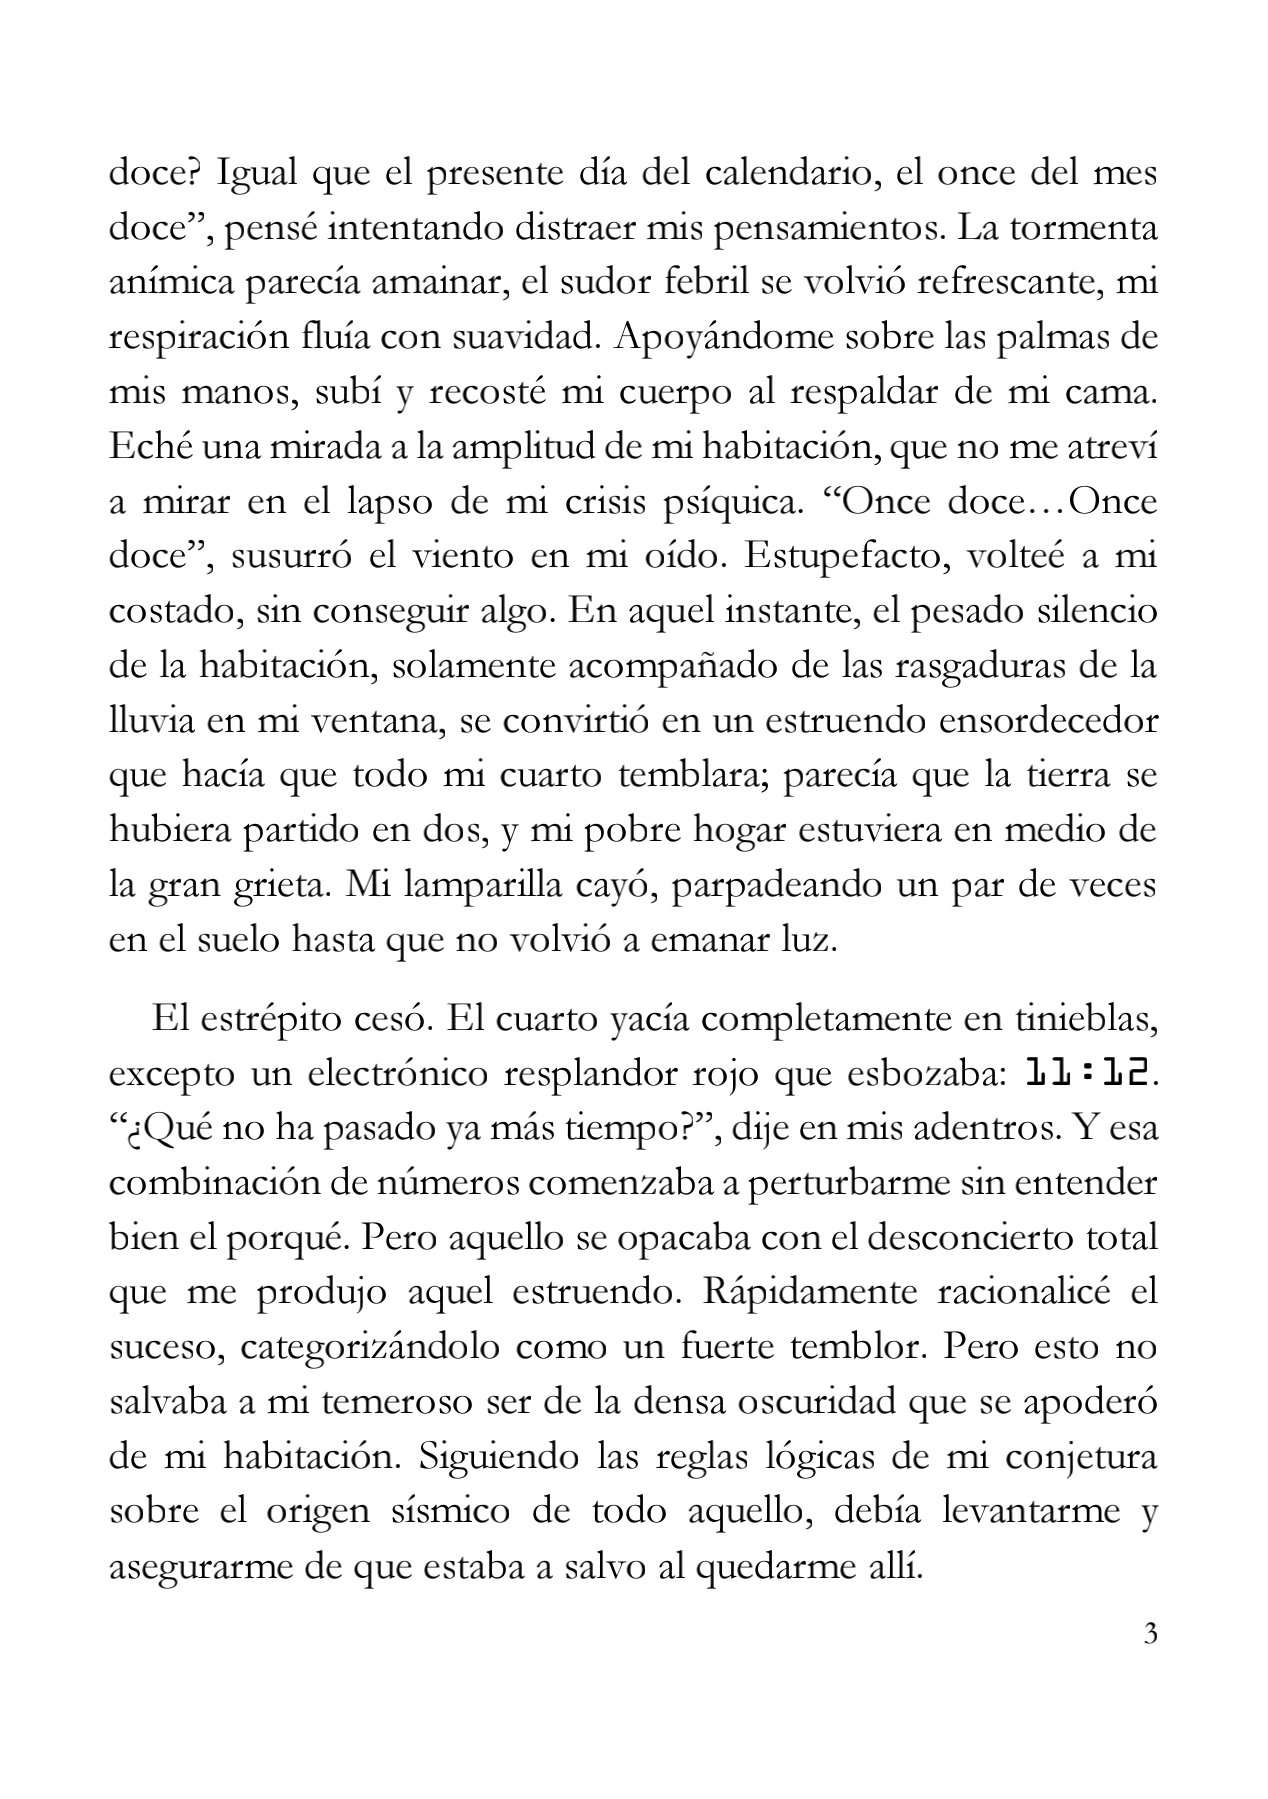 doce? Igual que el presente día del calendario, el once del mes
doce”, pensé intentando distraer mis pensamientos. La tormenta
anímica parecía amainar, el sudor febril se volvió refrescante, mi
respiración fluía con suavidad. Apoyándome sobre las palmas de
mis manos, subí y recosté mi cuerpo al respaldar de mi cama.
Eché una mirada a la amplitud de mi habitación, que no me atreví
a mirar en el lapso de mi crisis psíquica. “Once doce…Once
doce”, susurró el viento en mi oído. Estupefacto, volteé a mi
costado, sin conseguir algo. En aquel instante, el pesado silencio
de la habitación, solamente acompañado de las rasgaduras de la
lluvia en mi ventana, se convirtió en un estruendo ensordecedor
que hacía que todo mi cuarto temblara; parecía que la tierra se
hubiera partido en dos, y mi pobre hogar estuviera en medio de
la gran grieta. Mi lamparilla cayó, parpadeando un par de veces
en el suelo hasta que no volvió a emanar luz.
El estrépito cesó. El cuarto yacía completamente en tinieblas,
excepto un electrónico resplandor rojo que esbozaba: 11:12.
“¿Qué no ha pasado ya más tiempo?”, dije en mis adentros. Y esa
combinación de números comenzaba a perturbarme sin entender
bien el porqué. Pero aquello se opacaba con el desconcierto total
que me produjo aquel estruendo. Rápidamente racionalicé el
suceso, categorizándolo como un fuerte temblor. Pero esto no
salvaba a mi temeroso ser de la densa oscuridad que se apoderó
de mi habitación. Siguiendo las reglas lógicas de mi conjetura
sobre el origen sísmico de todo aquello, debía levantarme y
asegurarme de que estaba a salvo al quedarme allí.
3